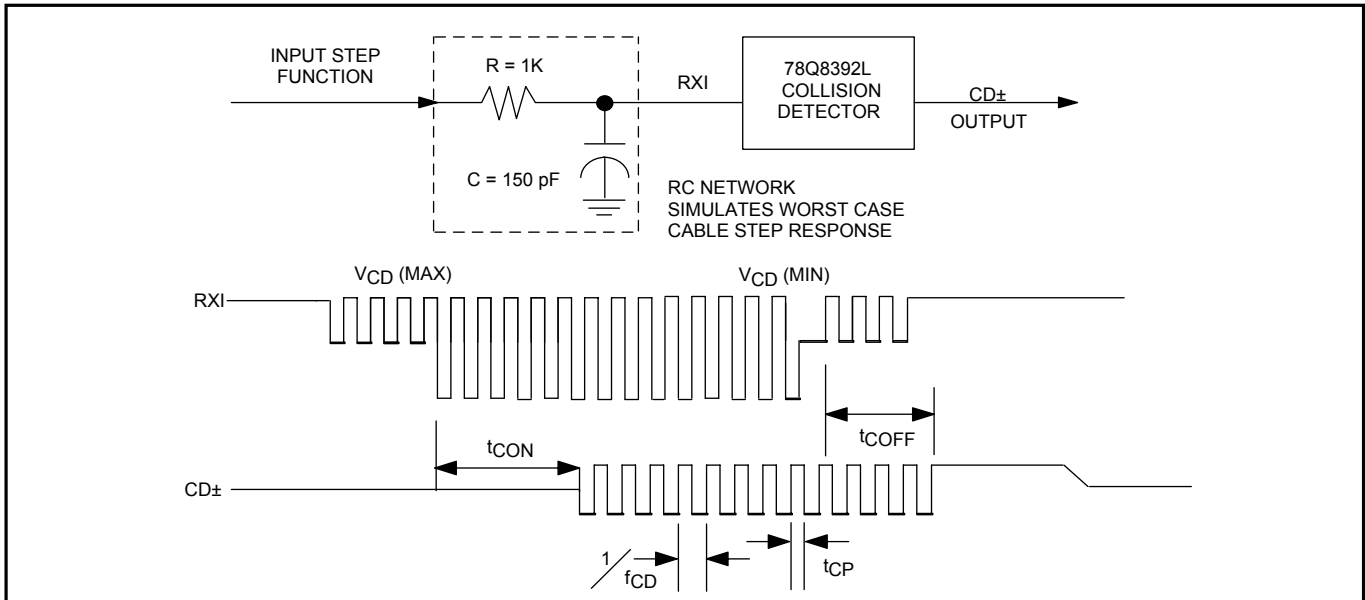 INPUT STEP
FUNCTION
R = 1K
RXI
78Q8392L
COLLISION
DETECTOR
CD±
OUTPUT
C = 150 pF
RC NETWORK
SIMULATES WORST CASE
CABLE STEP RESPONSE
VCD (MAX)
VCD (MIN)
RXI
tCOFF
tCON
CD±
1/fCD
tCP